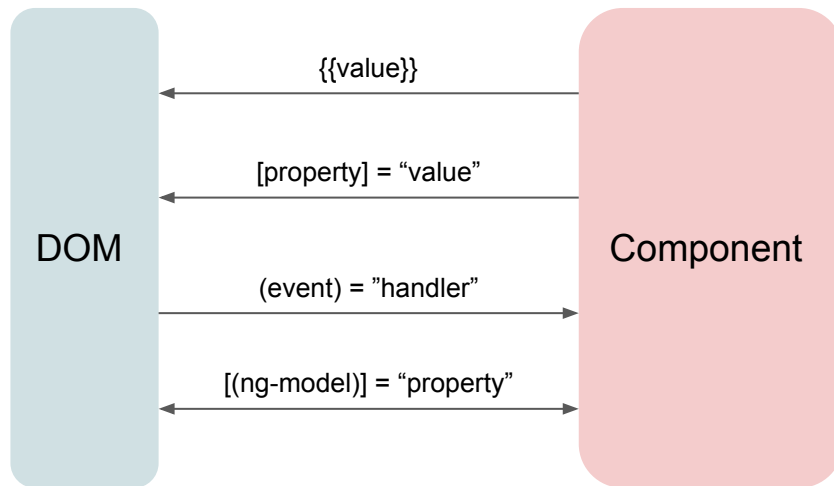 {{value}}
[property] = “value”
DOM
Component
(event) = ”handler”
[(ng-model)] = “property”